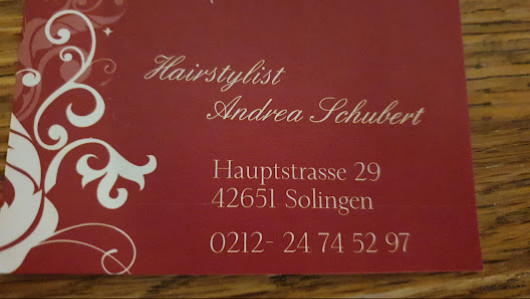 Hairstylist
Andrea Schubert
Hauptstrasse 29
42651 Solingen
0212- 24 74 52 97